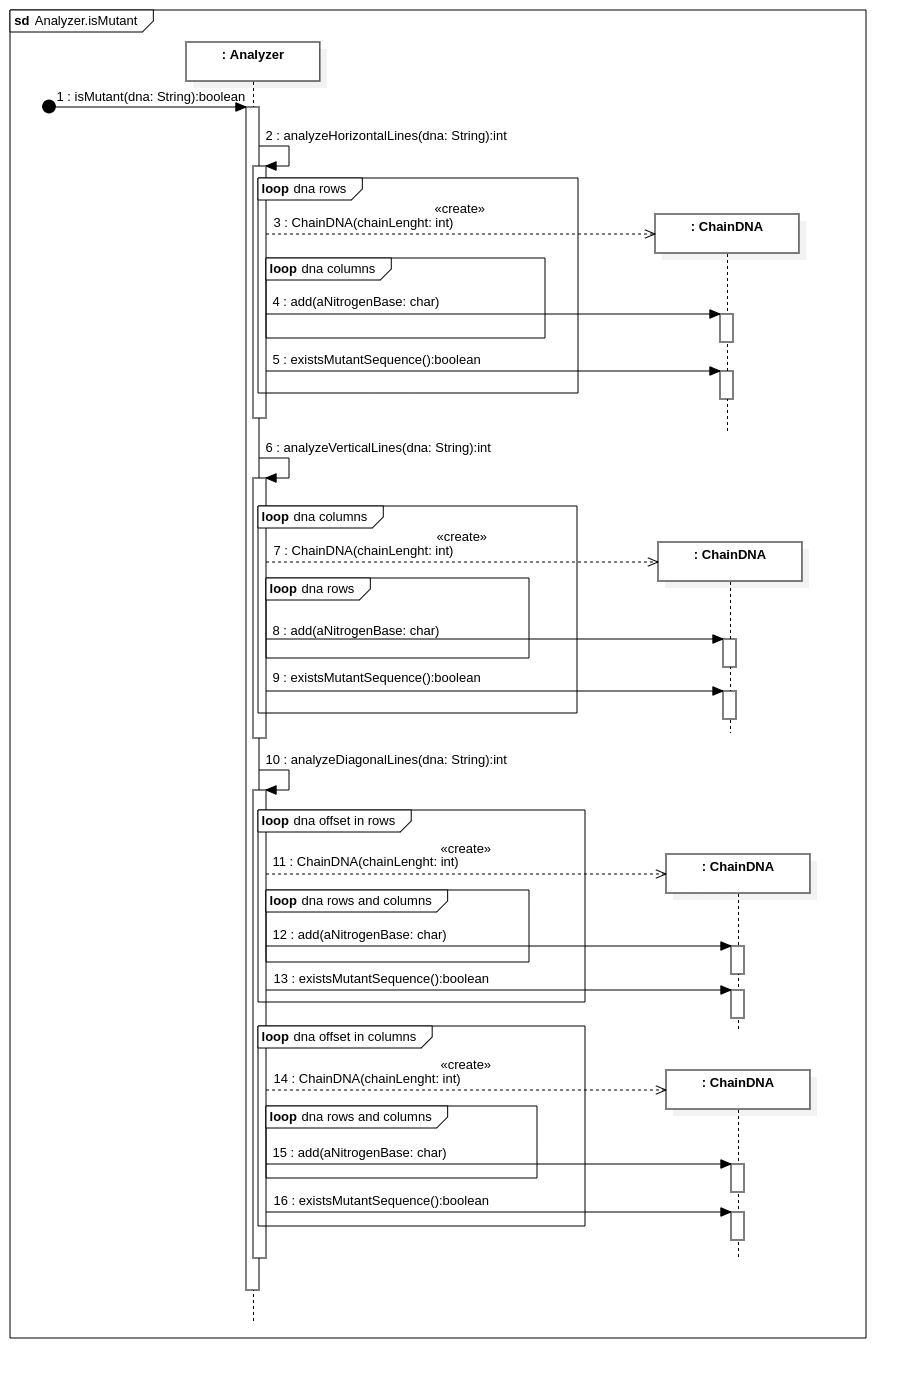 sd Analyzer.isMutant
: Analyzer
1 : isMutant(dna: String):boolean
2 : analyzeHorizontalLines(dna: String):int
loop dna rows
«create»
3 : ChainDNA(chainLenght: int)
: ChainDNA
loop dna columns
4 : add(aNitrogenBase: char)
5 : existsMutantSequence():boolean
6 : analyzeVerticalLines(dna: String):int
loop dna columns
«create»
7 : ChainDNA(chainLenght: int)
: ChainDNA
loop dna rows
8 : add(aNitrogenBase: char)
9 : existsMutantSequence():boolean
10 : analyzeDiagonalLines(dna: String):int
loop dna offset in rows
«create»
11 : ChainDNA(chainLenght: int)
: ChainDNA
loop dna rows and columns
12 : add(aNitrogenBase: char)
13 : existsMutantSequence():boolean
loop dna offset in columns
«create»
14 : ChainDNA(chainLenght: int)
: ChainDNA
loop dna rows and columns
15 : add(aNitrogenBase: char)
16 : existsMutantSequence():boolean